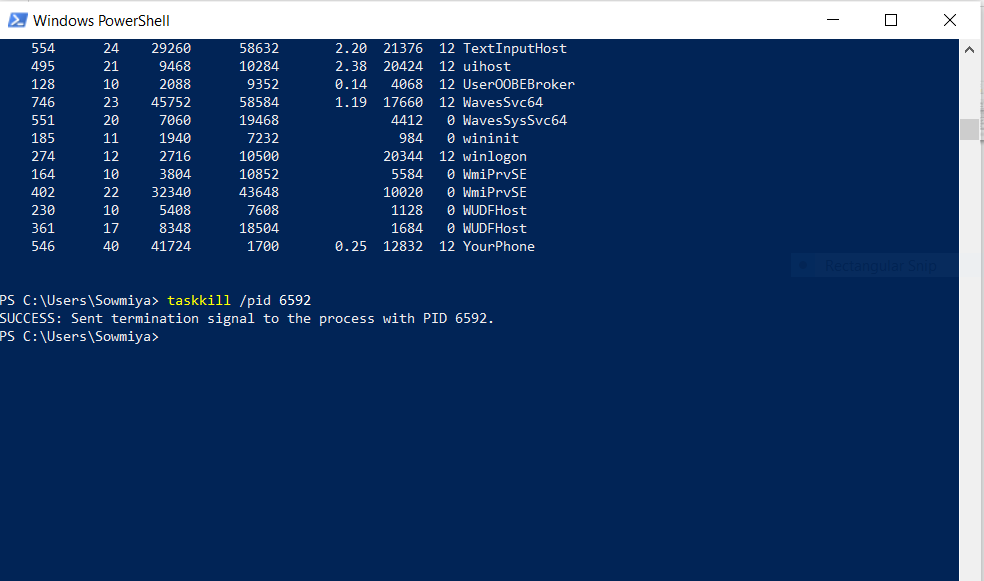 Windows PowerShell
554 24 29260 58632 2.20 21376 12 TextInputHost
495 21 9468 10284 2.38 20424 12 uihost
128 10 2088 9352 0.14 4068 12 UserOOBEBroker
746 23 45752 58584 1.19 17660 12 WavesSvc64
551 20 7060 19468 4412 0 WavesSysSvc64
185 11 1940 7232 984 0 wininit
274 12 2716 10500 20344 12 winlogon
164 10 3804 10852 5584 0 WmiPrvSE
402 22 32340 43648 10020 0 WmiPrvSE
230 10 5408 7608 1128 0 WUDFHost
361 17 8348 18504 1684 0 WUDFHost
546 40 41724 1700 0.25 12832 12 YourPhone
Rectangular Snip
PS C:\Users\Sowmiya> taskkill /pid 6592
SUCCESS: Sent termination signal to the process with PID 6592.
PS C:\Users\Sowmiya>